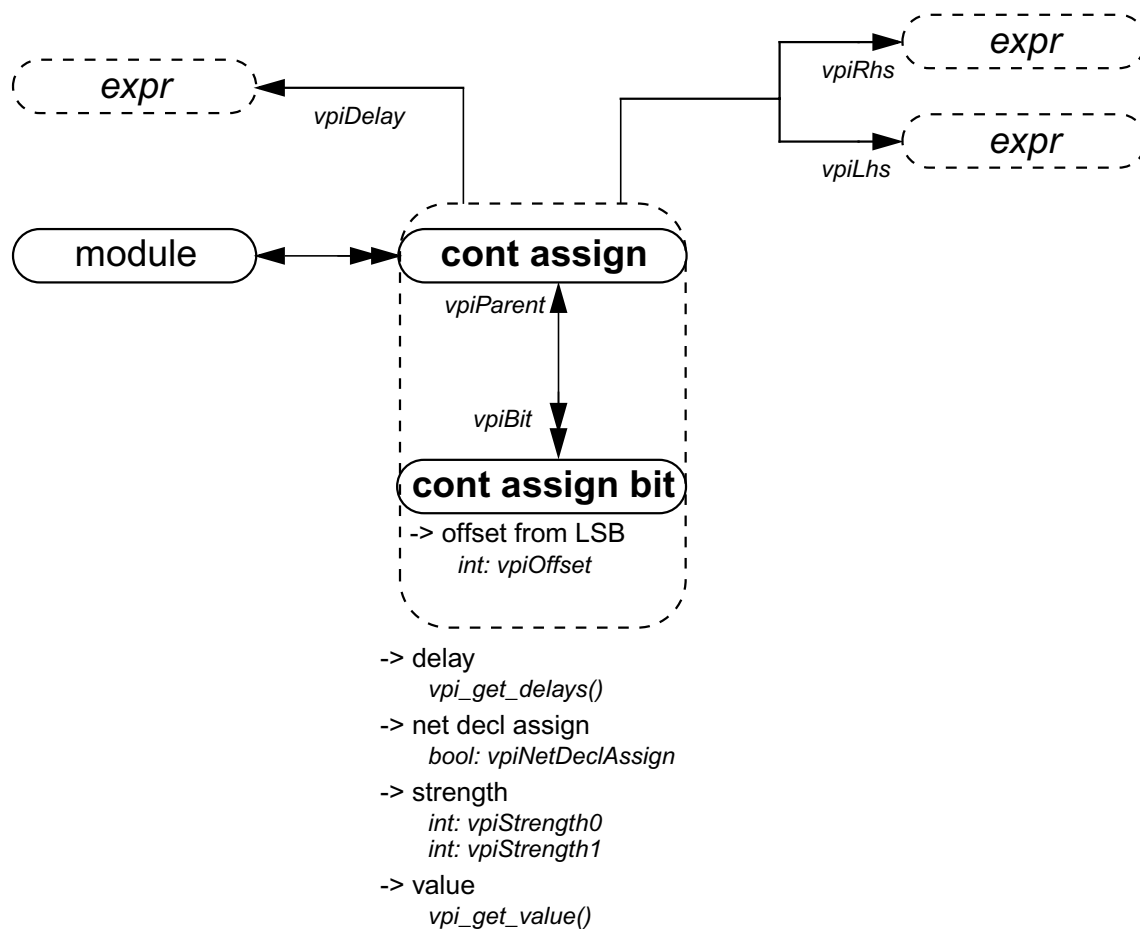 expr
vpiRhs
expr
vpiDelay
expr
vpiLhs
module
cont assign
vpiParent
vpiBit
cont assign bit
-> offset from LSB
int: vpiOffset
-> delay
vpi_get_delays()
-> net decl assign
bool: vpiNetDeclAssign
-> strength
int: vpiStrength0
int: vpiStrength1
-> value
vpi_get_value()